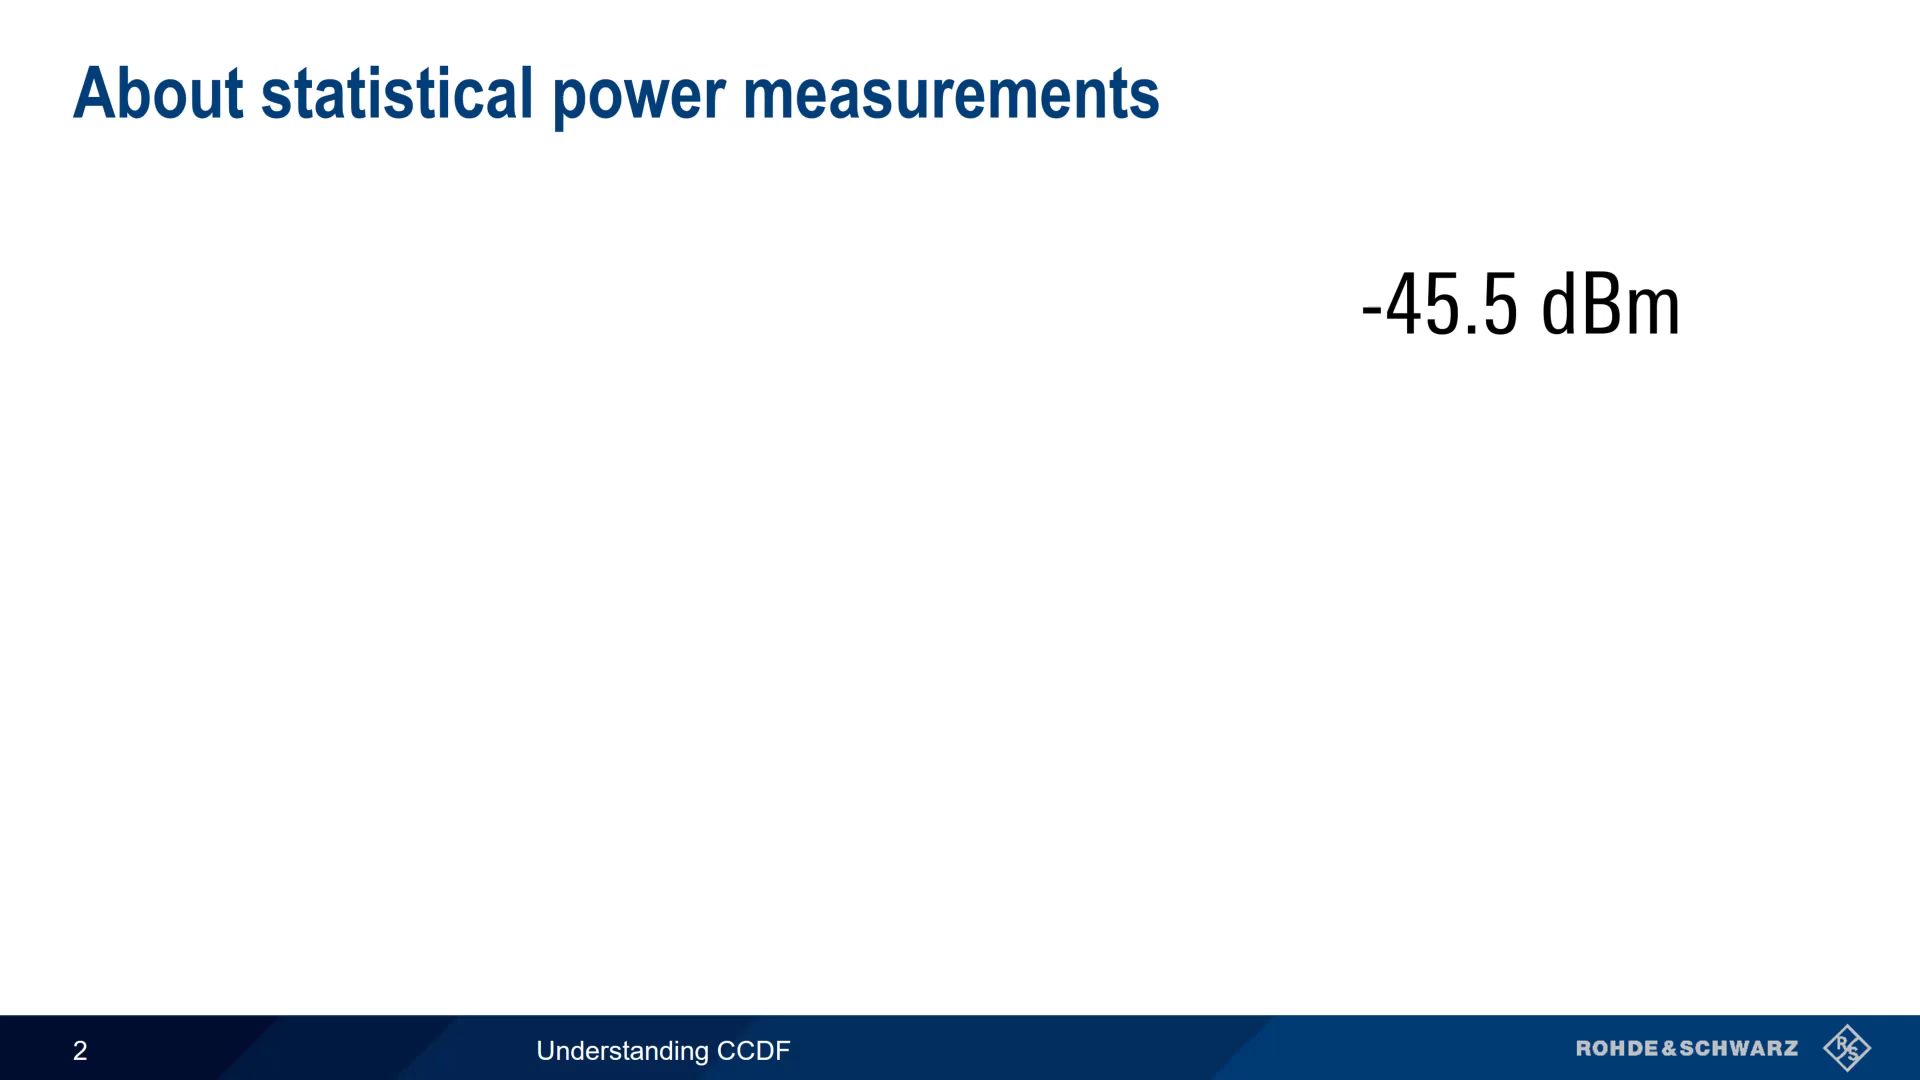 About statistical power measurements
-45.5 dBm
2
Understanding CCDF
ROHDE&SCHWARZ
R&S